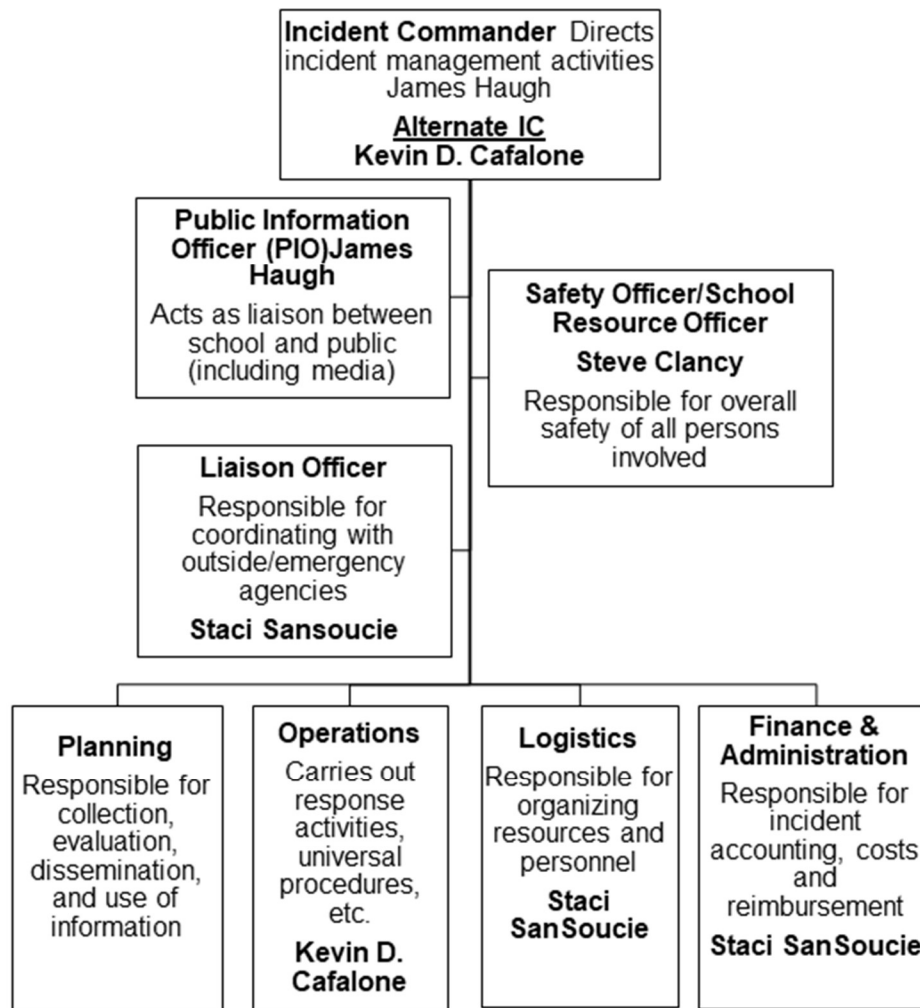 Incident Commander Directs
incident management activities
James Haugh
Alternate IC
Kevin D. Cafalone
Public Information
Officer (PIO)James
Haugh
Acts as liaison between
school and public
(including media)
Safety Officer/School
Resource Officer
Steve Clancy
Responsible for overall
safety of all persons
involved
Liaison Officer
Responsible for
coordinating with
outside/emergency
agencies
Staci Sansoucie
Planning
Responsible for
collection,
evaluation,
dissemination,
and use of
information
Operations
Carries out
response
activities,
universal
procedures,
etc.
Kevin D.
Cafalone
Logistics
Responsible for
organizing
resources and
personnel
Staci
SanSoucie
Finance &
Administration
Responsible for
incident
accounting, costs
and
reimbursement
Staci SanSoucie